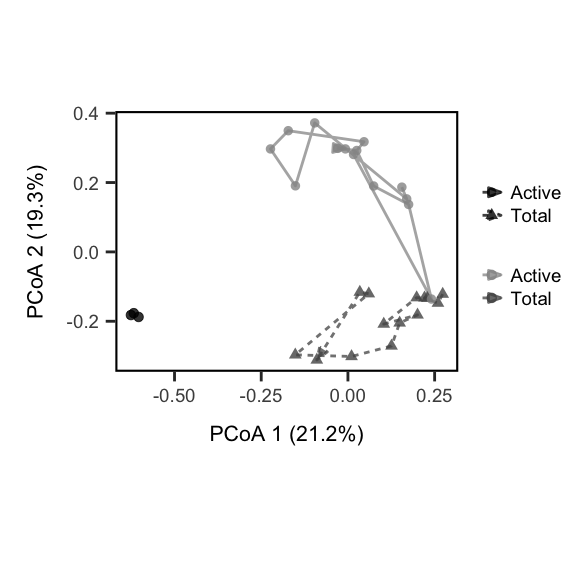 0.4
0.2
0.0
-0.2
PCoA 2 (19.3%)
-0.50 -0.25 0.00 0.25
PCoA 1 (21.2%)
Active
Total
Active
Total